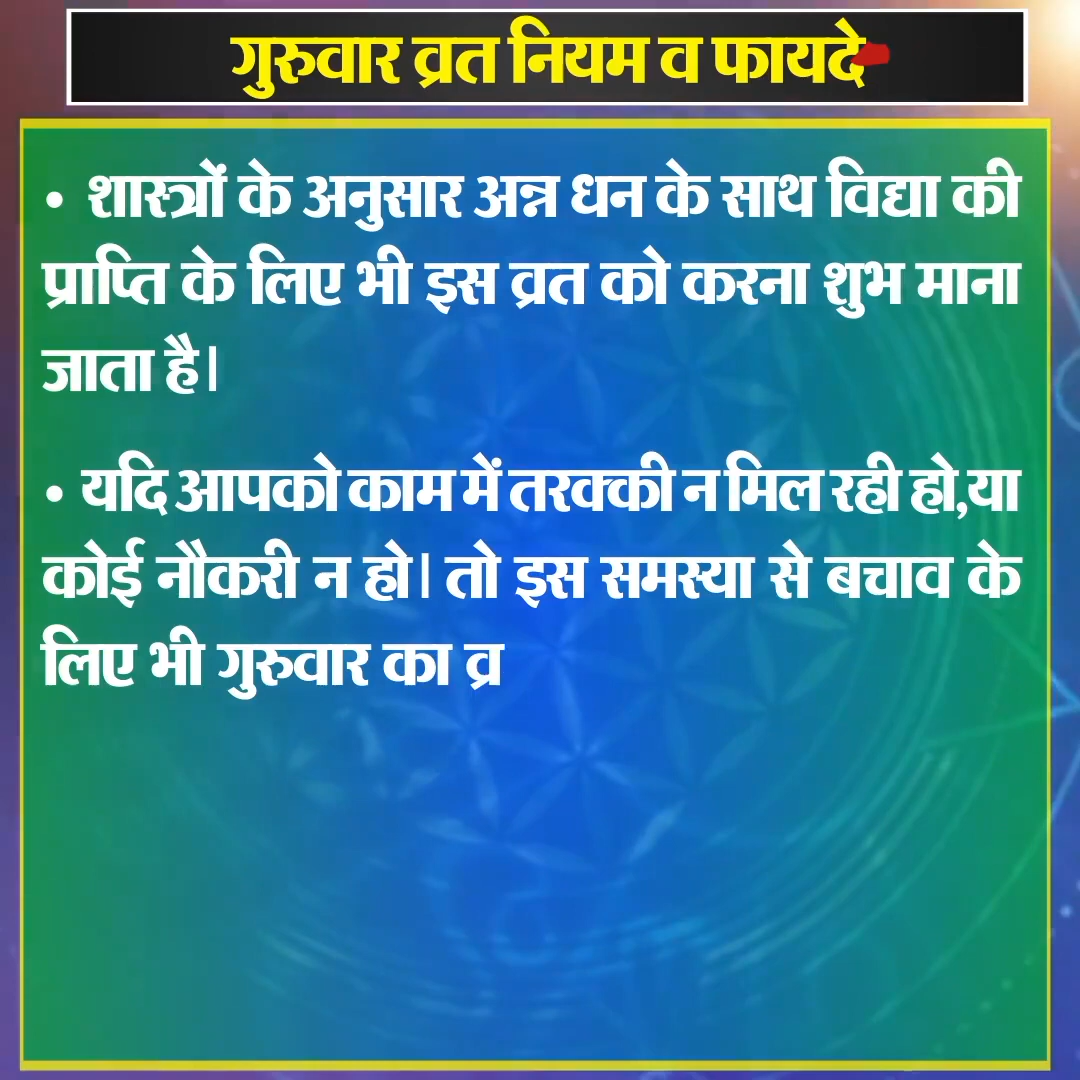 गुरुवार व्रत नियम व फायदे
• शास्त्रों के अनुसार अन्न धन के साथ विद्या की
प्राप्ति के लिए भी इस व्रत को करना शुभ माना
जाता है।
• यदि आपको काम में तरक्की न मिल रही हो,या
कोई नौकरी न हो। तो इस समस्या से बचाव के
लिए भी गुरुवार का व्र